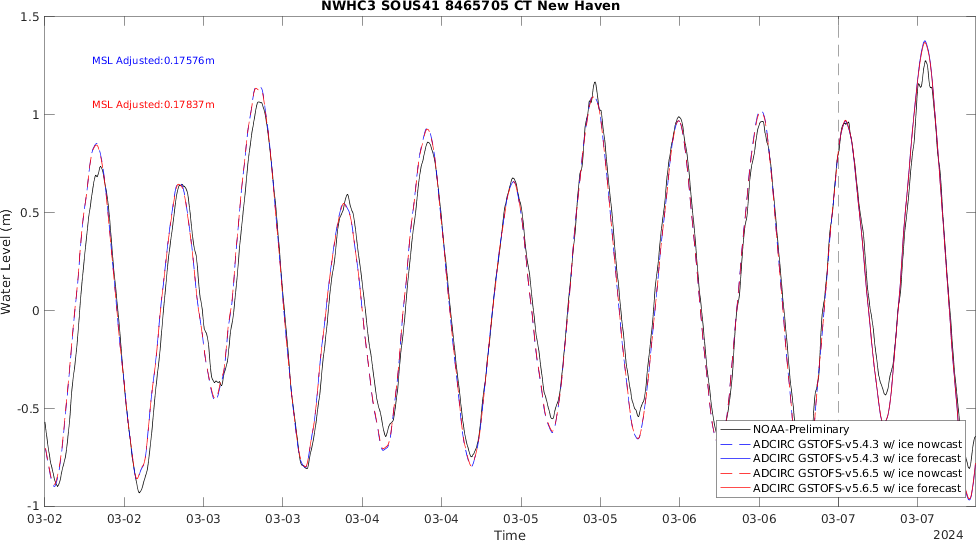 NWHC3 SOUS41 8465705 CT New Haven
1.5
MSL Adjusted:0.17576m
MSL Adjusted:0.17837m
1
0.5
0
-0.5
-1
Water Level (m)
NOAA-Preliminary
ADCIRC GSTOFS-v5.4.3 w/ ice nowcast
ADCIRC GSTOFS-v5.4.3 w/ ice forecast
ADCIRC GSTOFS-v5.6.5 w/ ice nowcast
ADCIRC GSTOFS-v5.6.5 w/ ice forecast
03-02 03-02 03-03 03-03 03-04 03-04 03-05 03-05 03-06 03-06 03-07 03-07
Time
2024